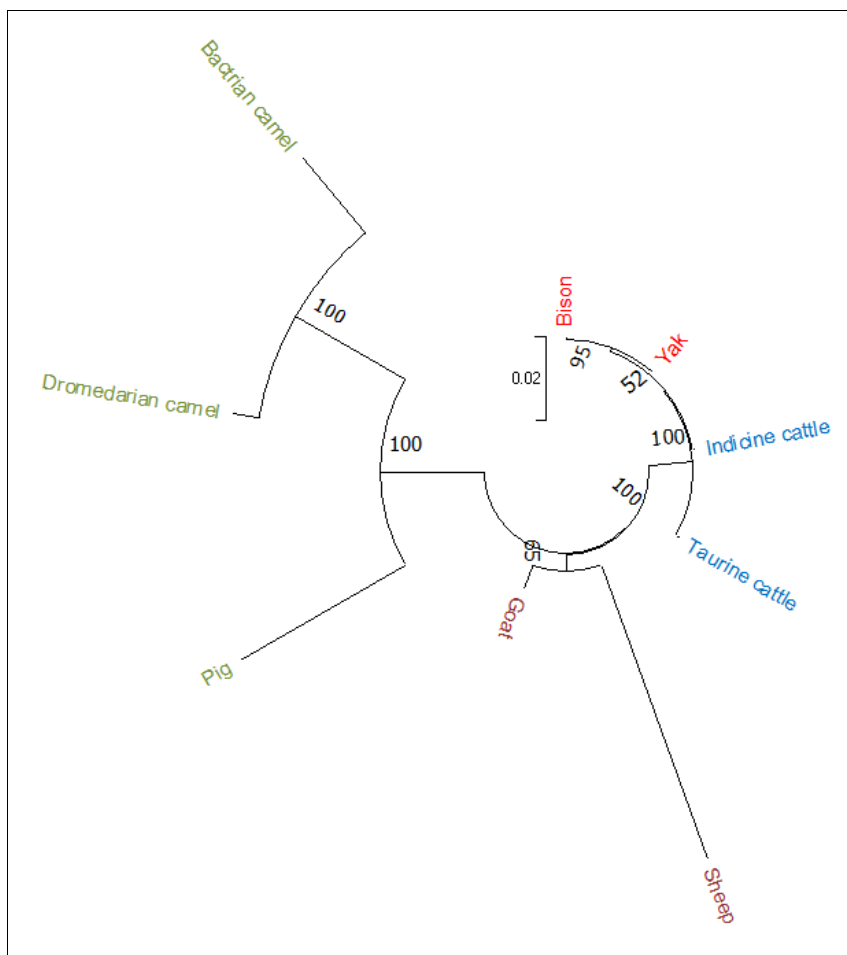 Bactrian camel
100
Bison
Yak
95
52
0.02
Dromedarian camel
100
100
Indicine cattle
100
Taurine cattle
65
Goat
Pig
Sheep